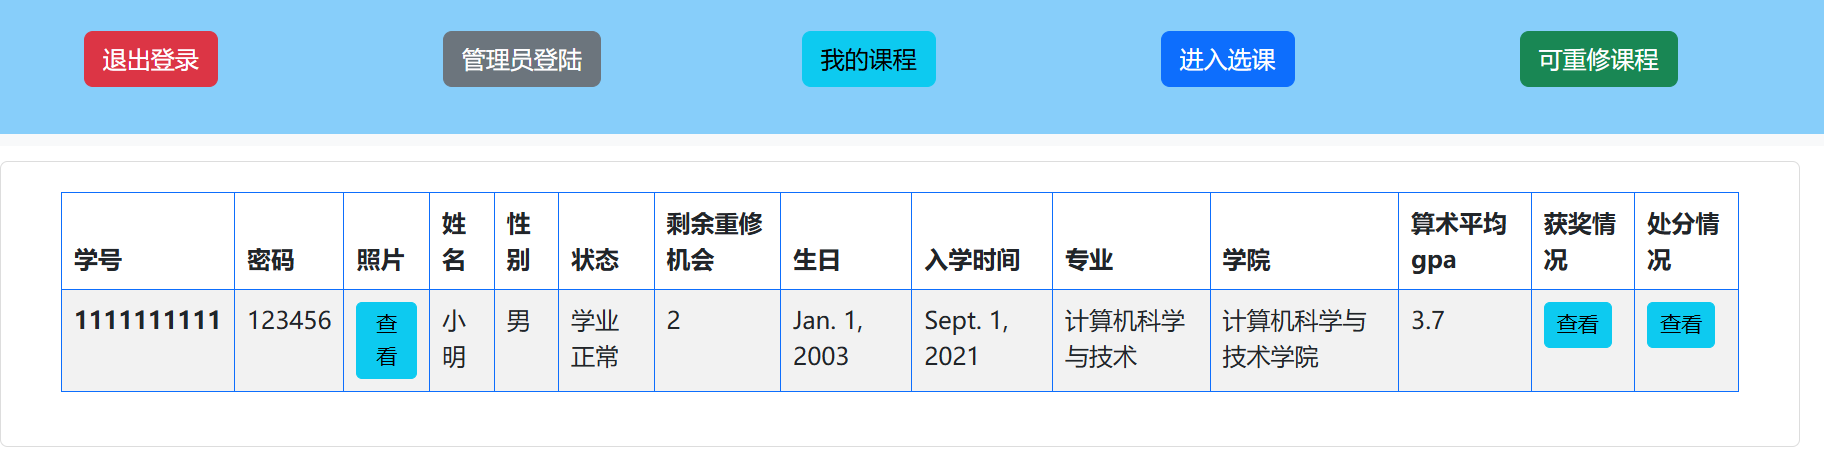 退出登录 管理员登陆 我的课程 进入选课 可重修课程
学号 密码 照片 姓名 性别 状态 剩余重修机会 生日 入学时间 专业 学院 算术平均gpa 获奖情况 处分情况
1111111111 123456 查看 小明 男 学业正常 2 Jan. 1, 2003 Sept. 1, 2021 计算机科学与技术 计算机科学与技术学院 3.7 查看 查看